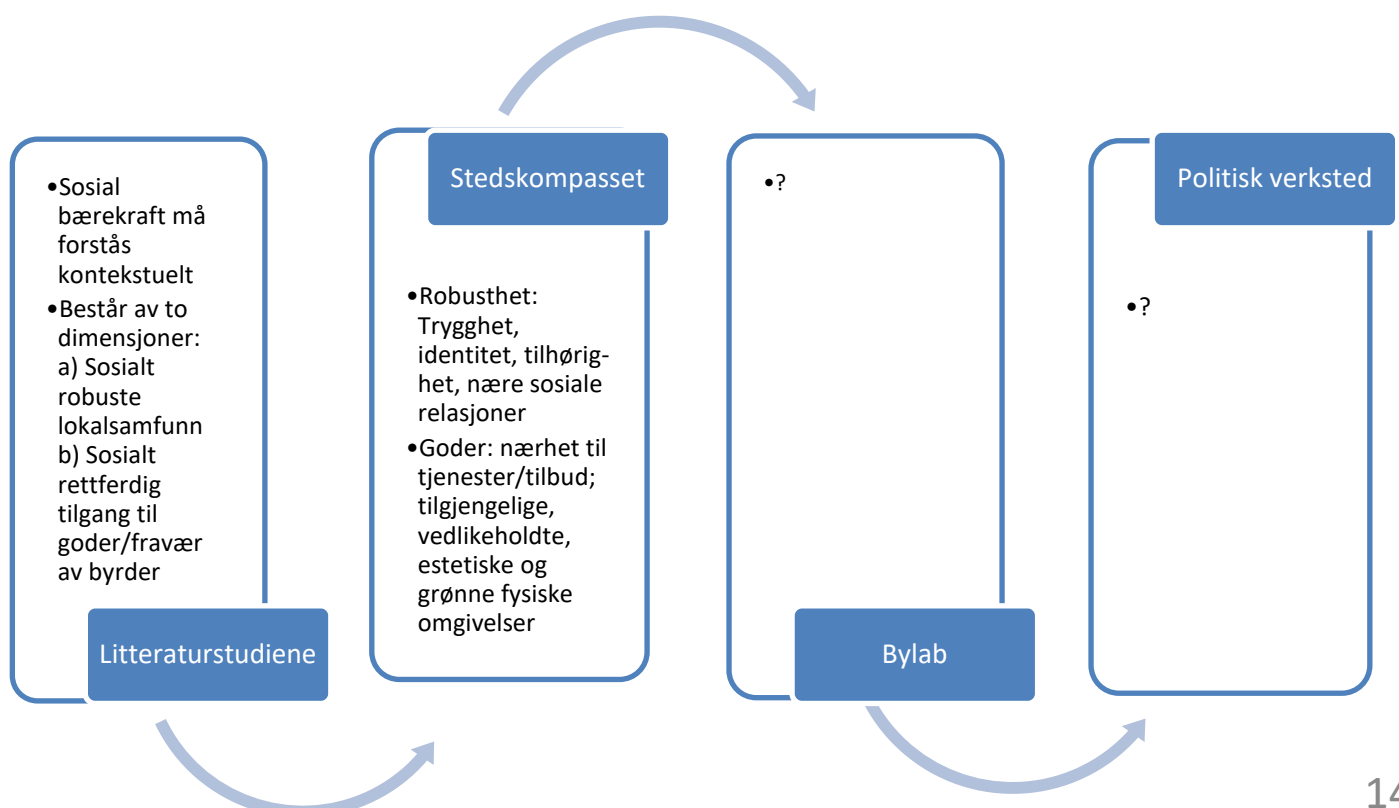 •Sosial
bærekraft må
forstås
kontekstuelt
•Består av to
dimensjoner:
a) Sosialt
robuste
lokalsamfunn
b) Sosialt
rettferdig
tilgang til
goder/fravær
av byrder
Litteraturstudiene
Stedskompasset
•Robusthet:
Trygghet,
identitet, tilhørig-
het, nære sosiale
relasjoner
•Goder: nærhet til
tjenester/tilbud;
tilgjengelige,
vedlikeholdte,
estetiske og
grønne fysiske
omgivelser
•?
Bylab
Politisk verksted
•?
14